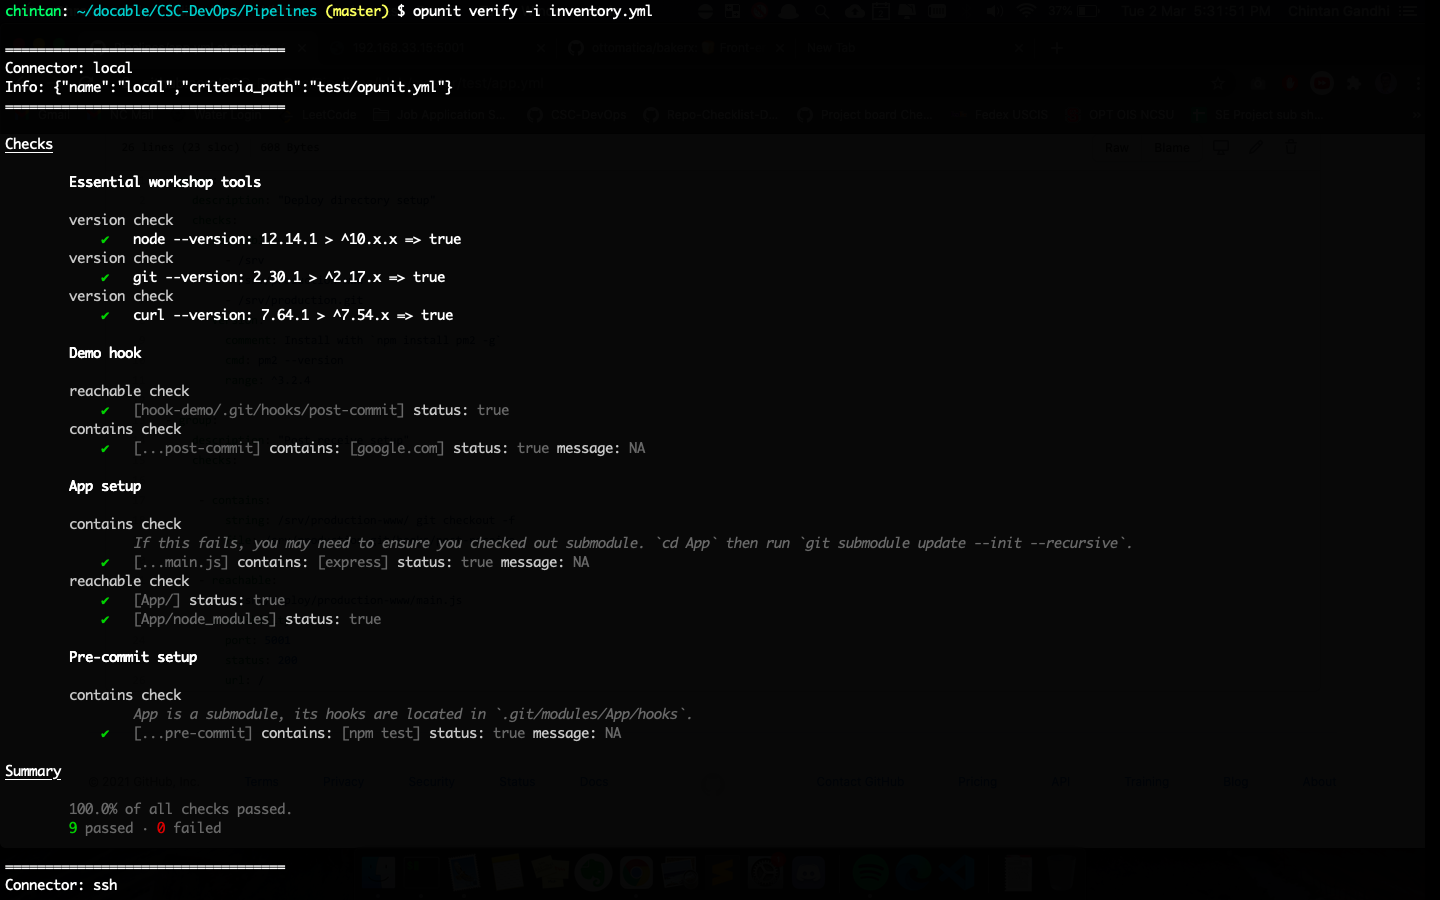 chintan: ~/docable/CSC-DevOps/Pipelines (master) $ opunit verify -i inventory.yml
===================================
Connector: local
Info: {"name":"local","criteria_path":"test/opunit.yml"}
===================================
Checks
Essential workshop tools
version check
✔ node --version: 12.14.1 > ^10.x.x => true
version check
✔ git --version: 2.30.1 > ^2.17.x => true
version check
✔ curl --version: 7.64.1 > ^7.54.x => true
Demo hook
reachable check
✔ [hook-demo/.git/hooks/post-commit] status: true
contains check
✔ [...post-commit] contains: [google.com] status: true message: NA
App setup
contains check
If this fails, you may need to ensure you checked out submodule. `cd App` then run `git submodule update --init --recursive`.
✔ [...main.js] contains: [express] status: true message: NA
reachable check
✔ [App/] status: true
✔ [App/node_modules] status: true
Pre-commit setup
contains check
App is a submodule, its hooks are located in `.git/modules/App/hooks`.
✔ [...pre-commit] contains: [npm test] status: true message: NA
Summary
100.0% of all checks passed.
9 passed · 0 failed
===================================
Connector: ssh